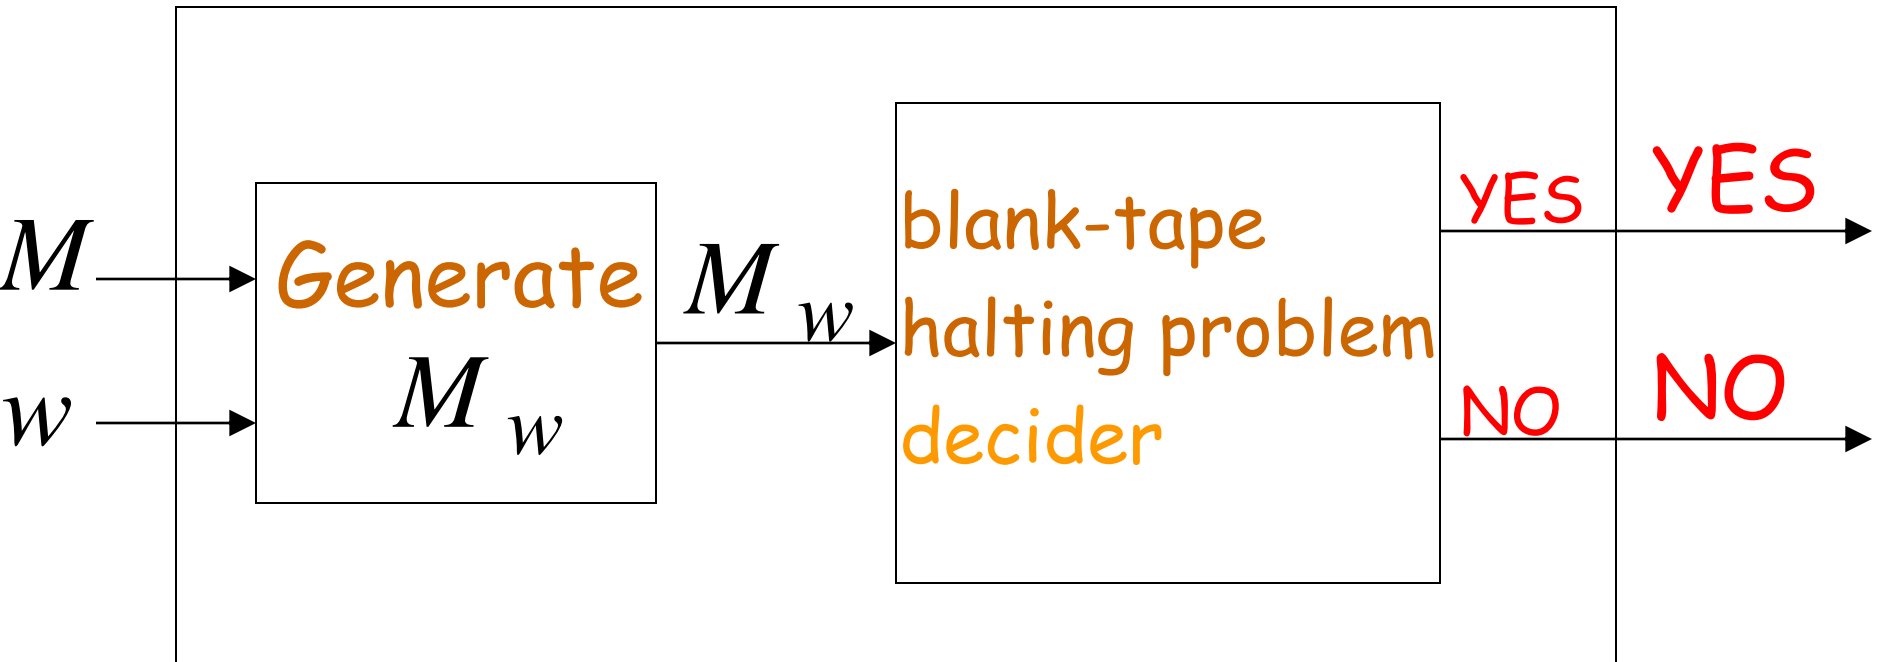 M
w
Generate
M w
M w
blank-tape
halting problem
decider
YES
NO
YES
NO